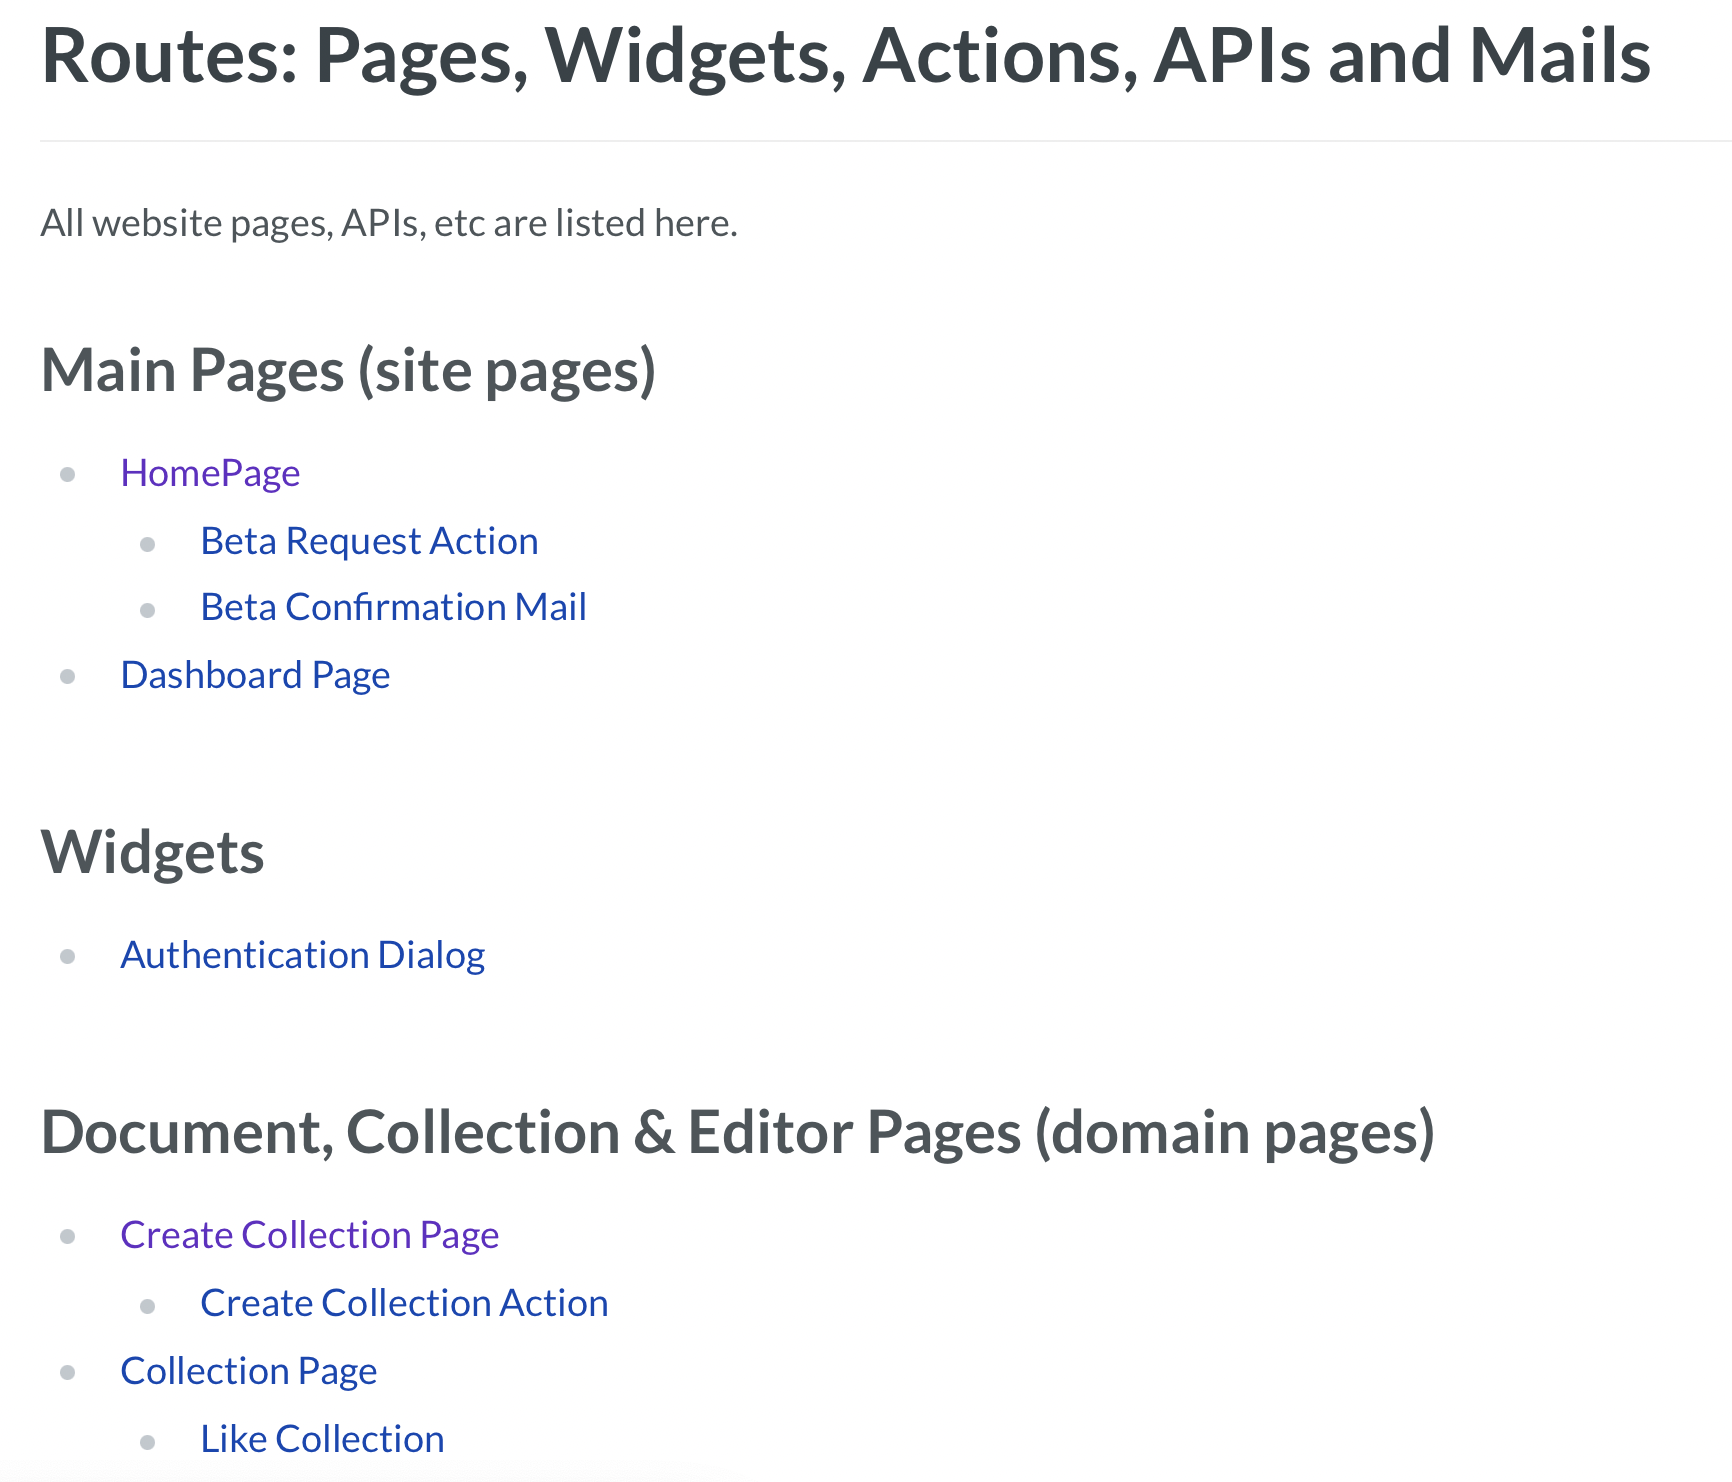 Routes: Pages, Widgets, Actions, APIs and Mails
All website pages, APIs, etc are listed here.
Main Pages (site pages)
HomePage
Beta Request Action
Beta Confirmation Mail
Dashboard Page
Widgets
Authentication Dialog
Document, Collection & Editor Pages (domain pages)
Create Collection Page
Create Collection Action
Collection Page
Like Collection